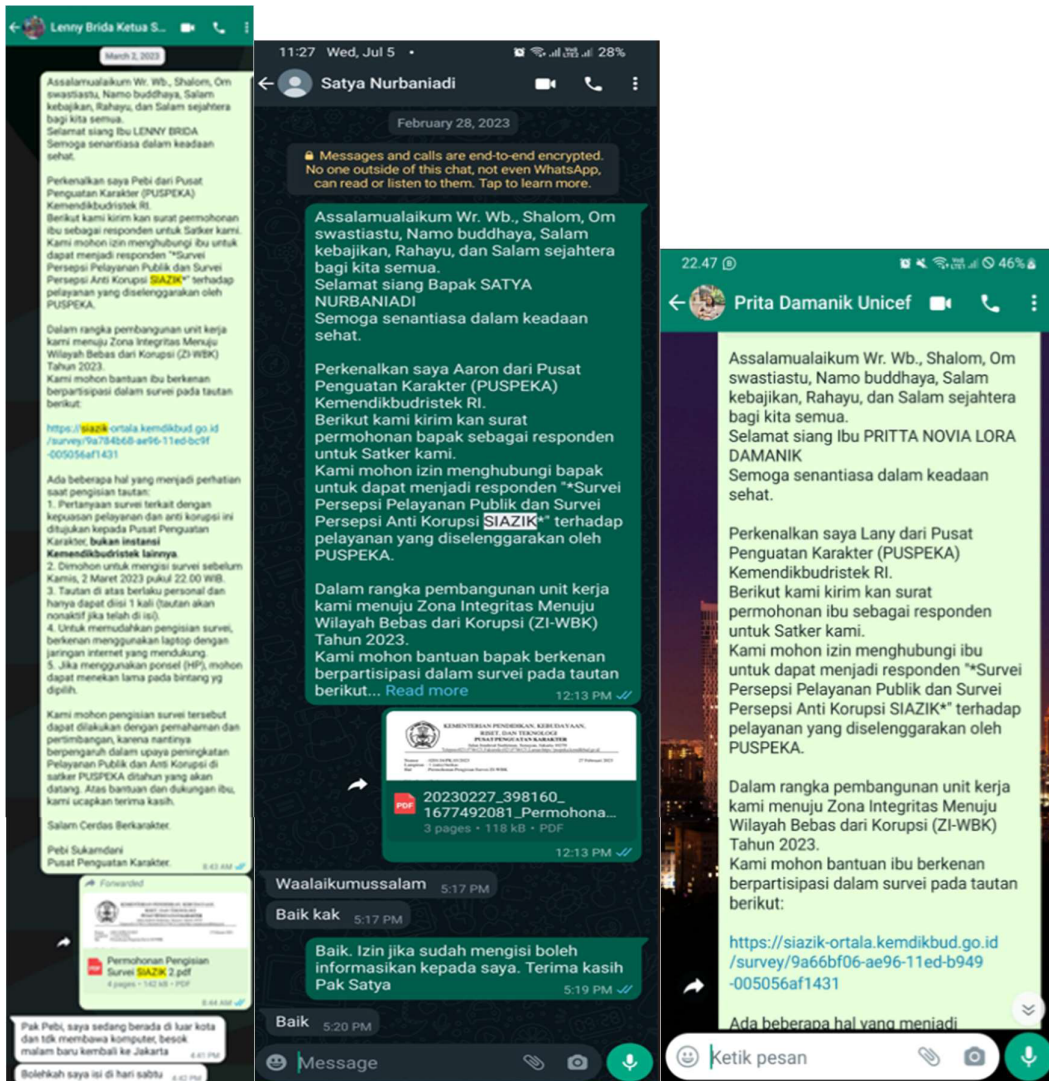 Lenny Brida Ketua S...
March 2, 2023
Assalamualaikum Wr. Wb., Shalom, Om
swastiastu, Namo buddhaya, Salam
kebajikan, Rahayu, dan Salam sejahtera
bagi kita semua.
Selamat siang Ibu LENNY BRIDA
Semoga senantiasa dalam keadaan
sehat.
Perkenalkan saya Pebi dari Pusat
Penguatan Karakter (PUSPEKA)
Kemendikbudristek RI.
Berikut kami kirim kan surat permohonan
ibu sebagai responden untuk Satker kami.
Kami mohon izin menghubungi ibu untuk
dapat menjadi responden "*Survei
Persepsi Pelayanan Publik dan Survei
Persepsi Anti Korupsi SIAZIK*" terhadap
pelayanan yang diselenggarakan oleh
PUSPEKA.
Dalam rangka pembangunan unit kerja
kami menuju Zona Integritas Menuju
Wilayah Bebas dari Korupsi (ZI-WBK)
Tahun 2023.
Kami mohon bantuan ibu berkenan
berpartisipasi dalam survei pada tautan
berikut:
https://siazik-ortala.kemdikbud.go.id
/survey/9a784b68-ae96-11ed-bc9f
-005056af1431
Ada beberapa hal yang menjadi perhatian
saat pengisian tautan:
1. Pertanyaan survei terkait dengan
kepuasan pelayanan dan anti korupsi ini
ditujukan kepada Pusat Penguatan
Karakter, bukan instansi
Kemendikbudristek lainnya.
2. Dimohon untuk mengisi survei sebelum
Kamis, 2 Maret 2023 pukul 22.00 WIB.
3. Tautan di atas berlaku personal dan
hanya dapat diisi 1 kali (tautan akan
nonaktif jika telah di isi).
4. Untuk memudahkan pengisian survei,
berkenan menggunakan laptop dengan
jaringan internet yang mendukung.
5. Jika menggunakan ponsel (HP), mohon
dapat menekan lama pada bintang yg
dipilih.
Kami mohon pengisian survei tersebut
dapat dilakukan dengan pemahaman dan
pertimbangan, karena nantinya
berpengaruh dalam upaya peningkatan
Pelayanan Publik dan Anti Korupsi di
satker PUSPEKA ditahun yang akan
datang. Atas bantuan dan dukungan ibu,
kami ucapkan terima kasih.
Salam Cerdas Berkarakter.
Pebi Sukamdani
Pusat Penguatan Karakter.
8:43 AM
Forwarded
PDF
Permohonan Pengisian
Survei SIAZIK 2.pdf
4 pages • 142 kB • PDF
8:44 AM
Pak Pebi, saya sedang berada di luar kota
dan tdk membawa komputer, besok
malam baru kembali ke Jakarta
4:41 PM
Bolehkah saya isi di hari sabtu
4:42 PM
11:27 Wed, Jul 5 •
28%
Satya Nurbaniadi
February 28, 2023
Messages and calls are end-to-end encrypted.
No one outside of this chat, not even WhatsApp,
can read or listen to them. Tap to learn more.
Assalamualaikum Wr. Wb., Shalom, Om
swastiastu, Namo buddhaya, Salam
kebajikan, Rahayu, dan Salam sejahtera
bagi kita semua.
Selamat siang Bapak SATYA
NURBANIADI
Semoga senantiasa dalam keadaan
sehat.
Perkenalkan saya Aaron dari Pusat
Penguatan Karakter (PUSPEKA)
Kemendikbudristek RI.
Berikut kami kirim kan surat
permohonan bapak sebagai responden
untuk Satker kami.
Kami mohon izin menghubungi bapak
untuk dapat menjadi responden "*Survei
Persepsi Pelayanan Publik dan Survei
Persepsi Anti Korupsi SIAZIK*" terhadap
pelayanan yang diselenggarakan oleh
PUSPEKA.
Dalam rangka pembangunan unit kerja
kami menuju Zona Integritas Menuju
Wilayah Bebas dari Korupsi (ZI-WBK)
Tahun 2023.
Kami mohon bantuan bapak berkenan
berpartisipasi dalam survei pada tautan
berikut... Read more
12:13 PM
KEMENTERIAN PENDIDIKAN, KEBUDAYAAN,
RISET, DAN TEKNOLOGI
PUSAT PENGUATAN KARAKTER
27 Februari 2023
Permohonan Pengisian Survei ZI-WBK
PDF
20230227_398160_
1677492081_Permohona...
3 pages • 118 kB • PDF
12:13 PM
Waalaikumussalam
5:17 PM
Baik kak
5:17 PM
Baik. Izin jika sudah mengisi boleh
informasikan kepada saya. Terima kasih
Pak Satya
5:19 PM
Baik
5:20 PM
Message
22.47
46%
Prita Damanik Unicef
Assalamualaikum Wr. Wb., Shalom, Om
swastiastu, Namo buddhaya, Salam
kebajikan, Rahayu, dan Salam sejahtera
bagi kita semua.
Selamat siang Ibu PRITTA NOVIA LORA
DAMANIK
Semoga senantiasa dalam keadaan
sehat.
Perkenalkan saya Lany dari Pusat
Penguatan Karakter (PUSPEKA)
Kemendikbudristek RI.
Berikut kami kirim kan surat
permohonan ibu sebagai responden
untuk Satker kami.
Kami mohon izin menghubungi ibu
untuk dapat menjadi responden "*Survei
Persepsi Pelayanan Publik dan Survei
Persepsi Anti Korupsi SIAZIK*" terhadap
pelayanan yang diselenggarakan oleh
PUSPEKA.
Dalam rangka pembangunan unit kerja
kami menuju Zona Integritas Menuju
Wilayah Bebas dari Korupsi (ZI-WBK)
Tahun 2023.
Kami mohon bantuan ibu berkenan
berpartisipasi dalam survei pada tautan
berikut:
https://siazik-ortala.kemdikbud.go.id
/survey/9a66bf06-ae96-11ed-b949
-005056af1431
Ada beberapa hal yang menjadi
Ketik pesan